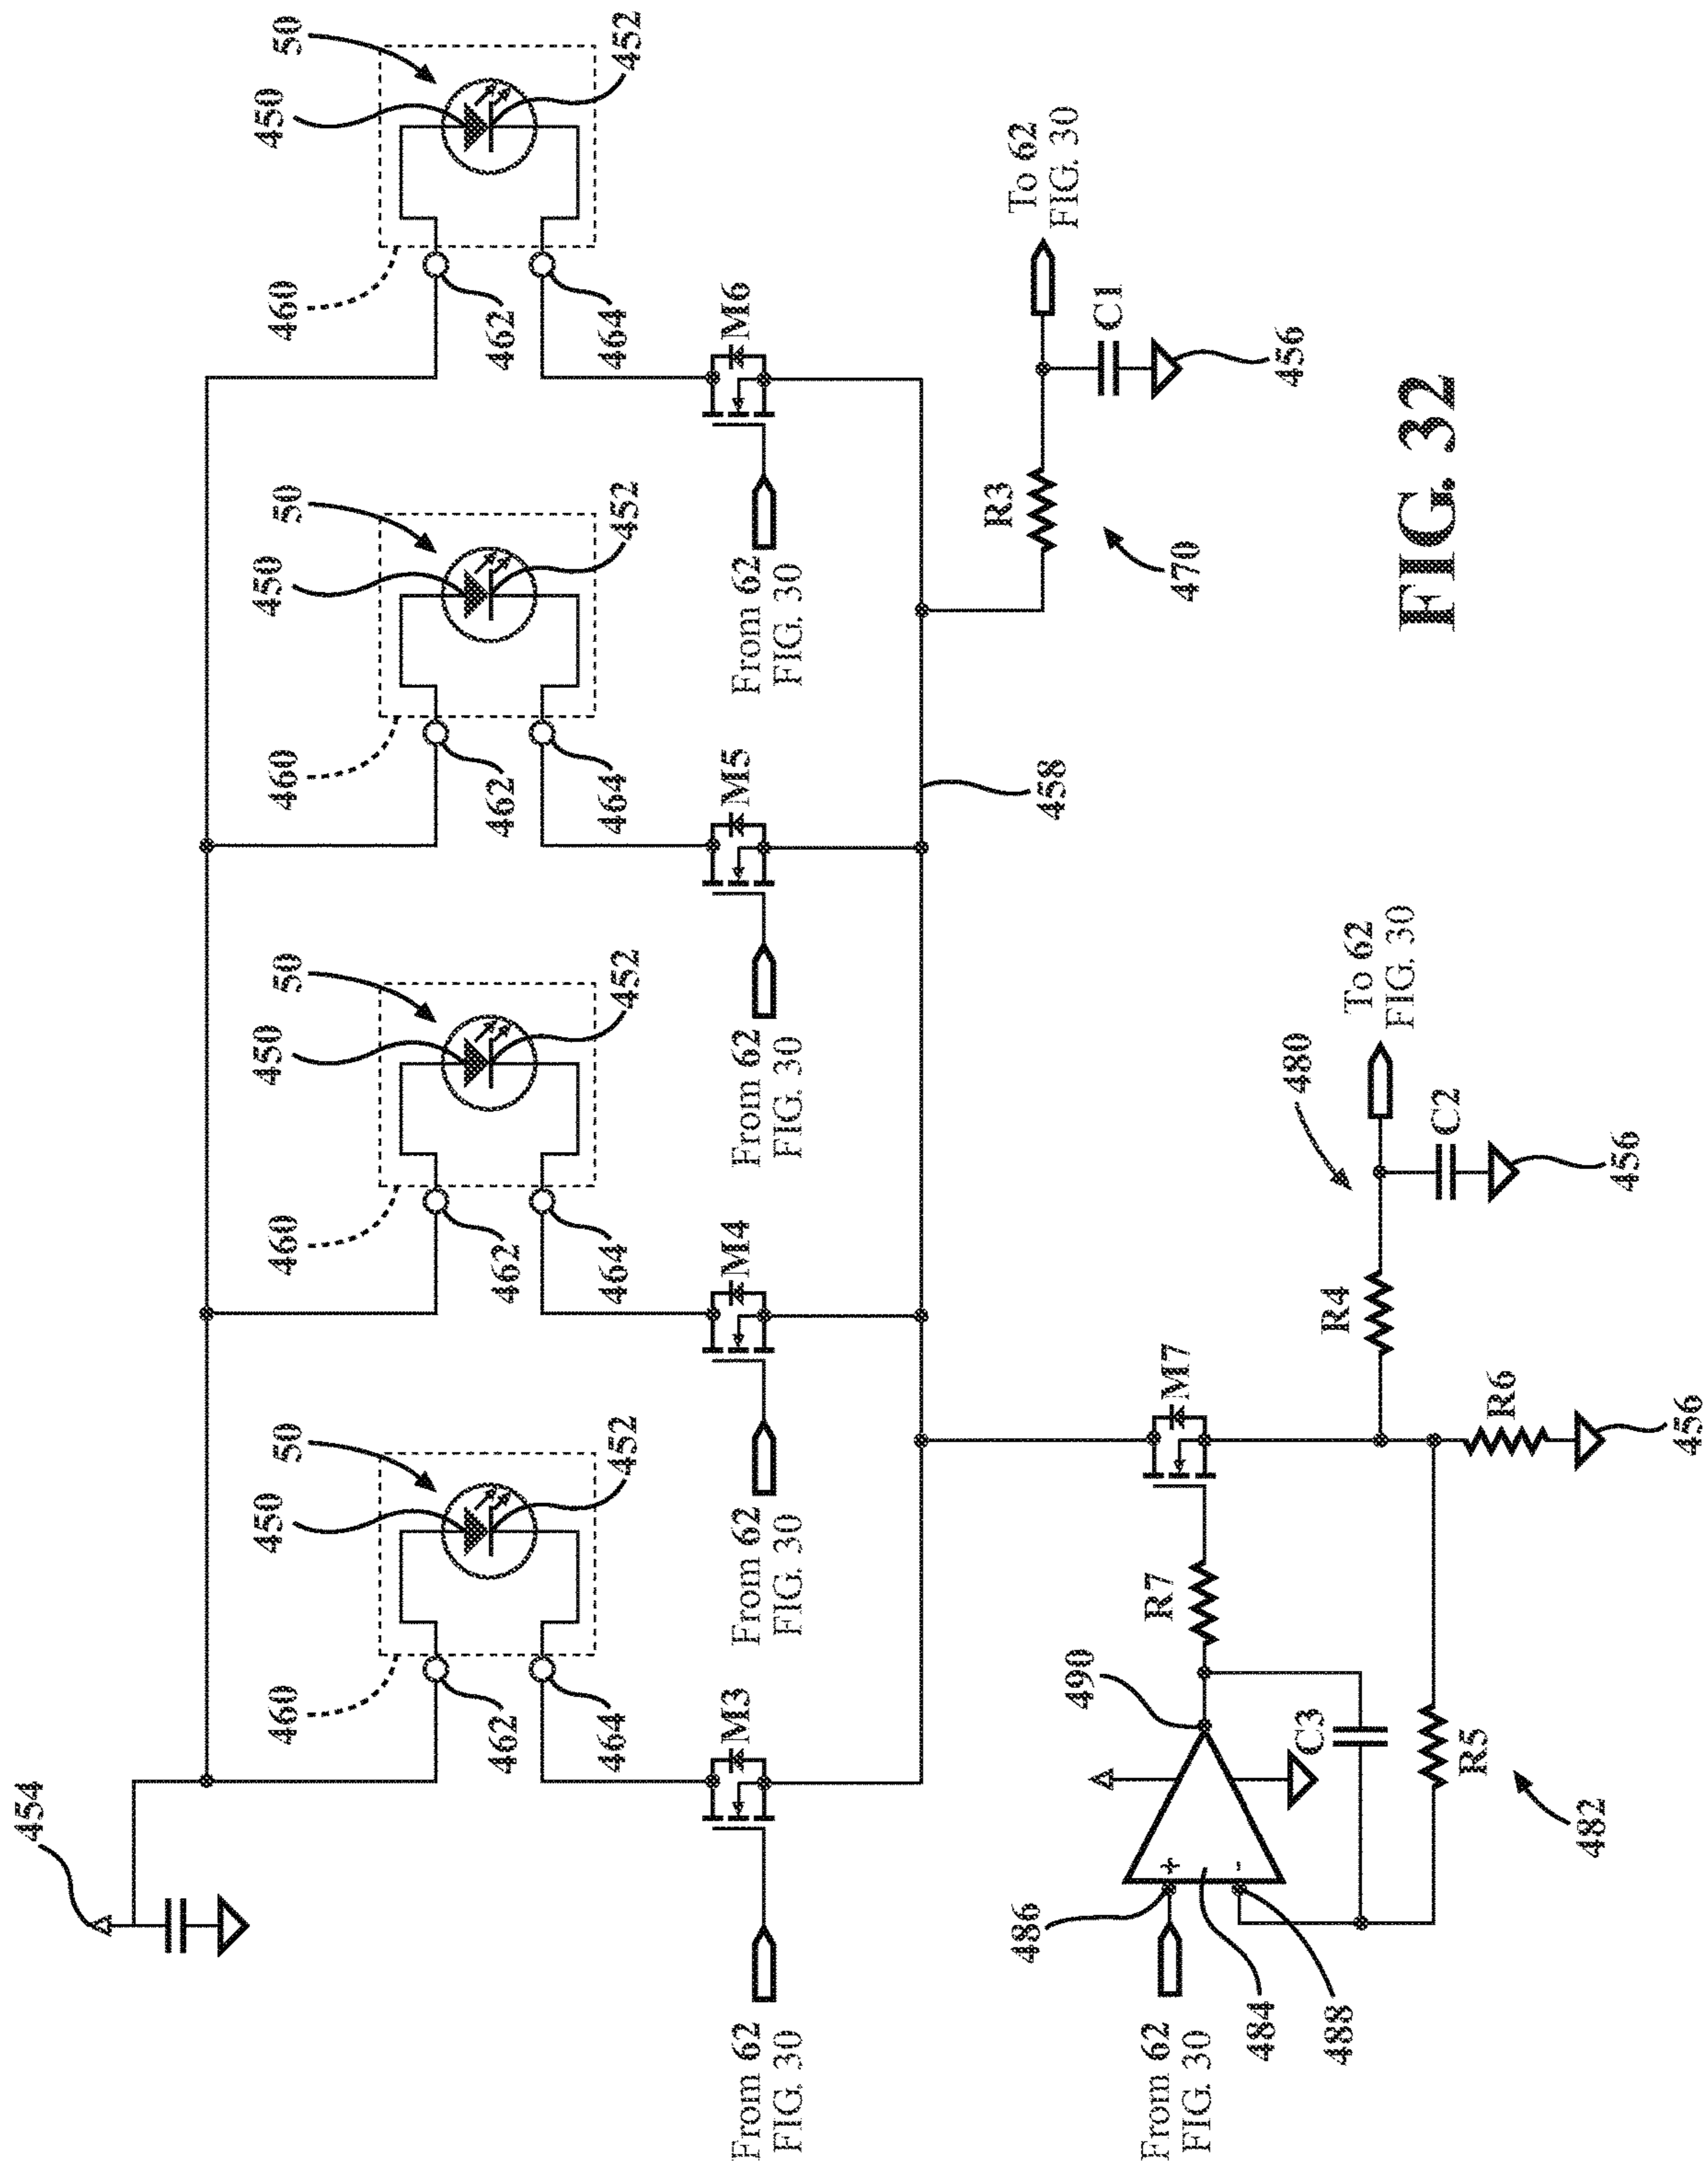 454
50
50
50
50
450
450
450
450
460
460
460
460
452
452
452
452
462
462
462
462
464
464
464
464
M3
M4
M5
M6
From 62
FIG. 30
From 62
FIG. 30
From 62
FIG. 30
From 62
FIG. 30
458
R3
To 62
FIG. 30
C1
470
456
M7
490
R7
486
+
-
From 62
FIG. 30
484
488
C3
R5
482
R6
456
R4
480
To 62
FIG. 30
C2
456
FIG. 32